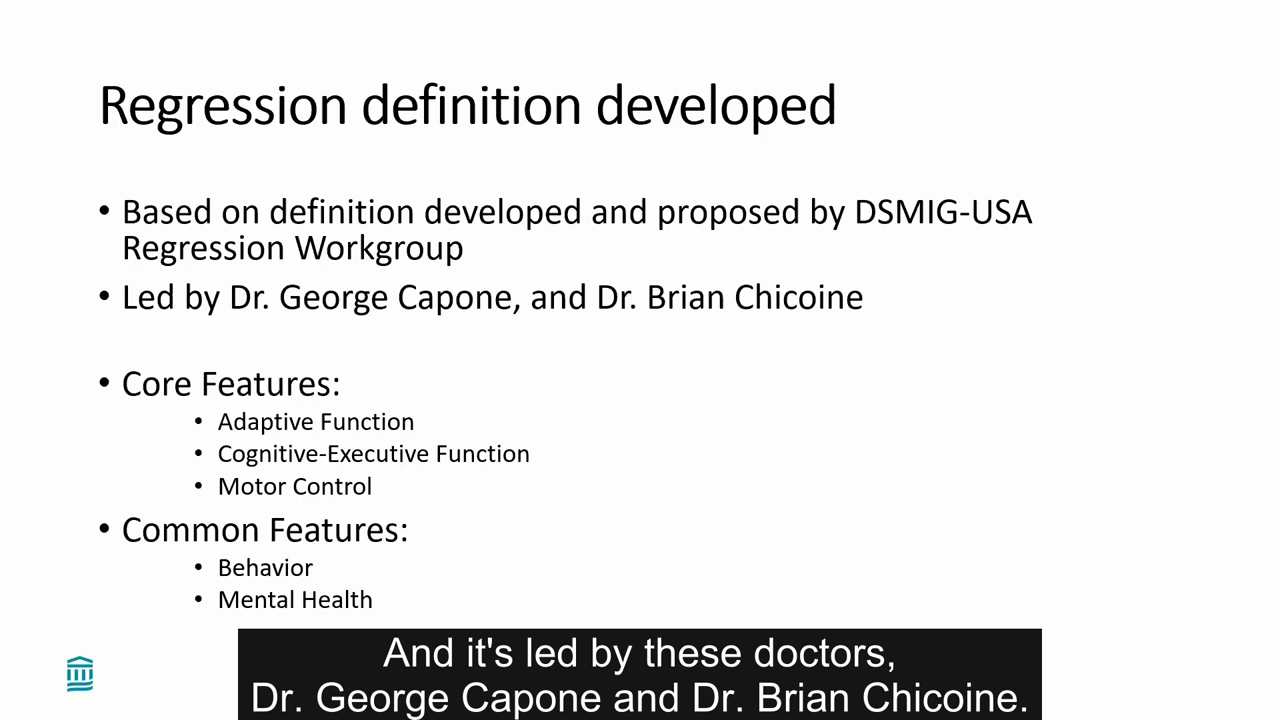 Regression definition developed
• Based on definition developed and proposed by DSMIG-USA
Regression Workgroup
• Led by Dr. George Capone, and Dr. Brian Chicoine
• Core Features:
• Adaptive Function
• Cognitive-Executive Function
• Motor Control
• Common Features:
• Behavior
• Mental Health
And it's led by these doctors,
Dr. George Capone and Dr. Brian Chicoine.